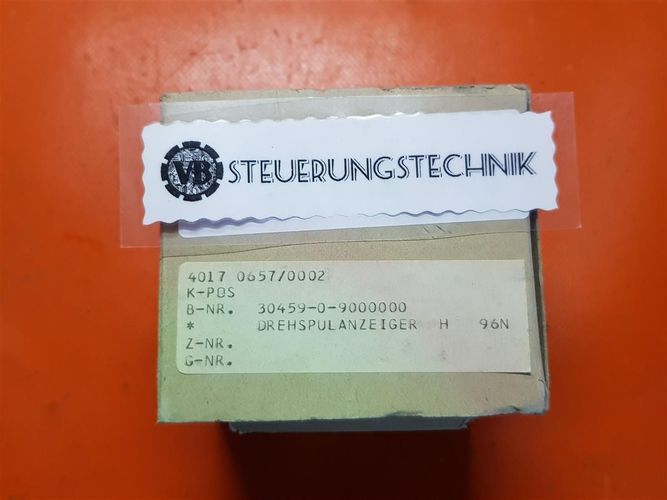 VB STEUERUNGSTECHNIK
4017 0657/0002
K-POS
B-NR. 30459-0-9000000
* DREHSPULANZEIGER H 96N
Z-NR.
G-NR.